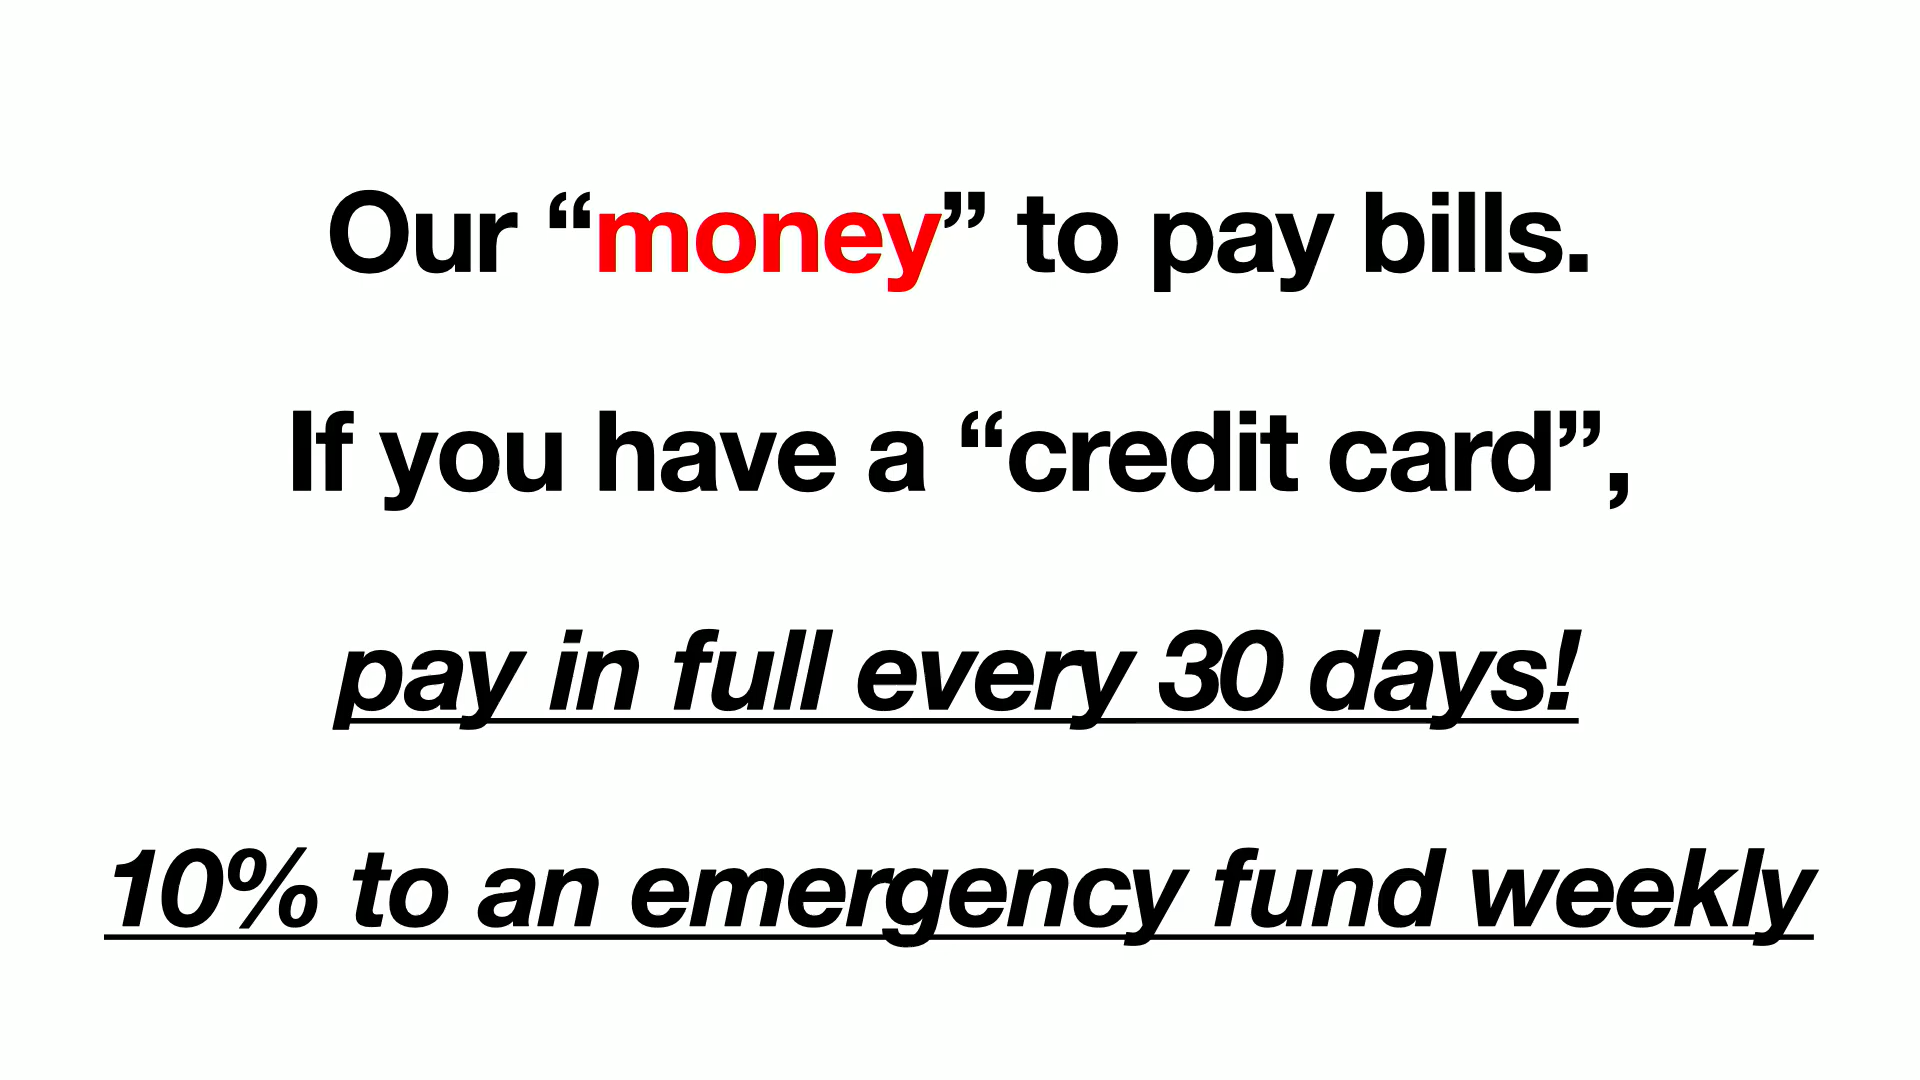 Our “money” to pay bills.
If you have a “credit card”,
pay in full every 30 days!
10% to an emergency fund weekly